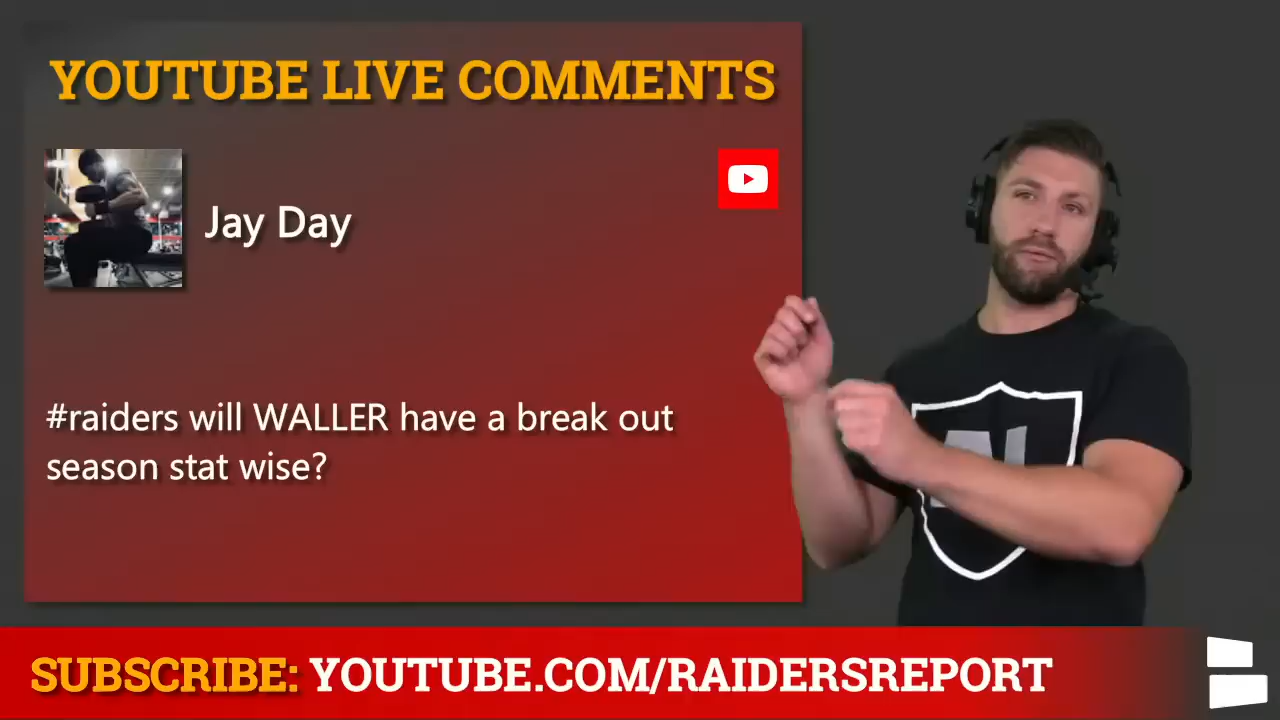 YOUTUBE LIVE COMMENTS
Jay Day
#raiders will WALLER have a break out
season stat wise?
SUBSCRIBE: YOUTUBE.COM/RAIDERSREPORT